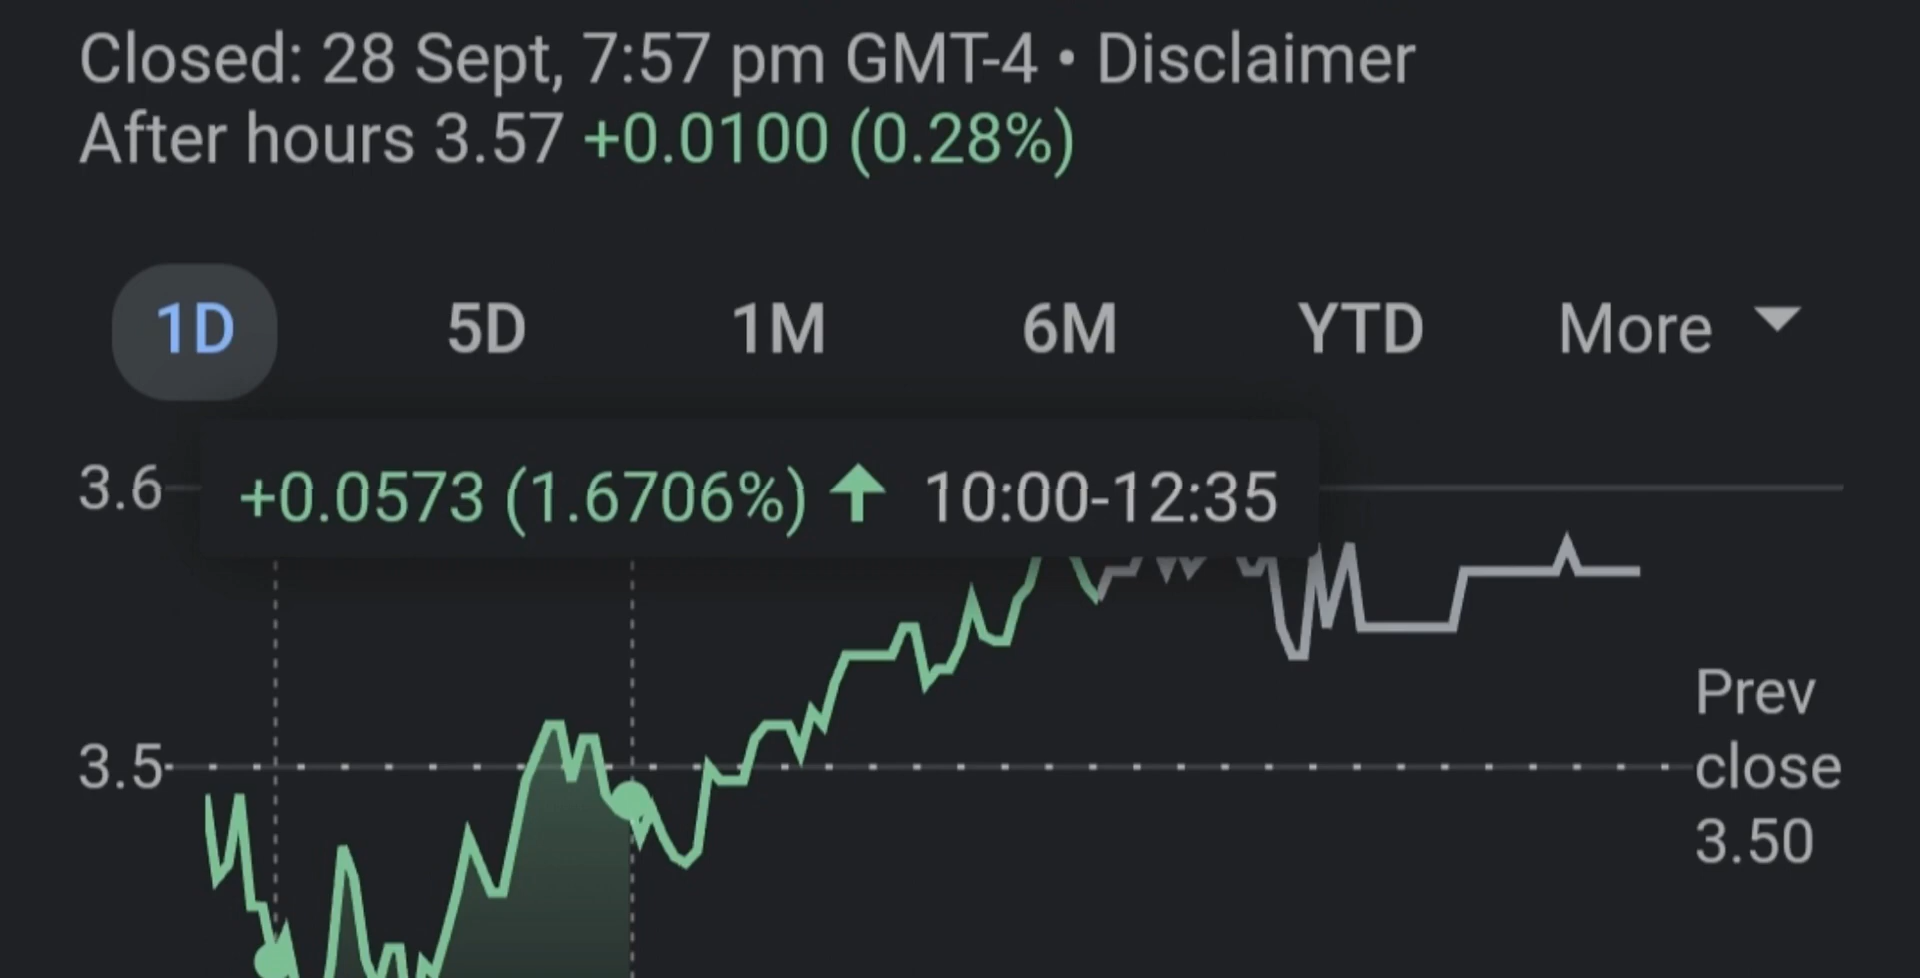 Closed: 28 Sept, 7:57 pm GMT-4 • Disclaimer
After hours 3.57 +0.0100 (0.28%)
1D 5D 1M 6M YTD More
+0.0573 (1.6706%) 10:00-12:35
3.6
3.5
Prev
close
3.50